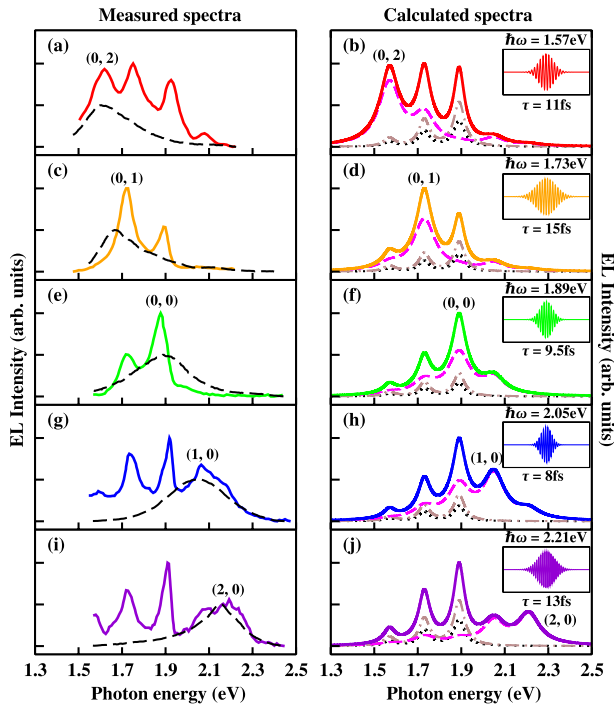 Measured spectra
Calculated spectra
(a)
(0, 2)
(b)
(0, 2)
ℏω = 1.57eV
τ = 11fs
(c)
(0, 1)
(d)
(0, 1)
ℏω = 1.73eV
τ = 15fs
(e)
(0, 0)
(f)
(0, 0)
ℏω = 1.89eV
τ = 9.5fs
(g)
(1, 0)
(h)
(1, 0)
ℏω = 2.05eV
τ = 8fs
(i)
(2, 0)
(j)
(2, 0)
ℏω = 2.21eV
τ = 13fs
EL Intensity (arb. units)
EL Intensity (arb. units)
1.3 1.5 1.7 1.9 2.1 2.3 2.5
1.3 1.5 1.7 1.9 2.1 2.3 2.5
Photon energy (eV)
Photon energy (eV)